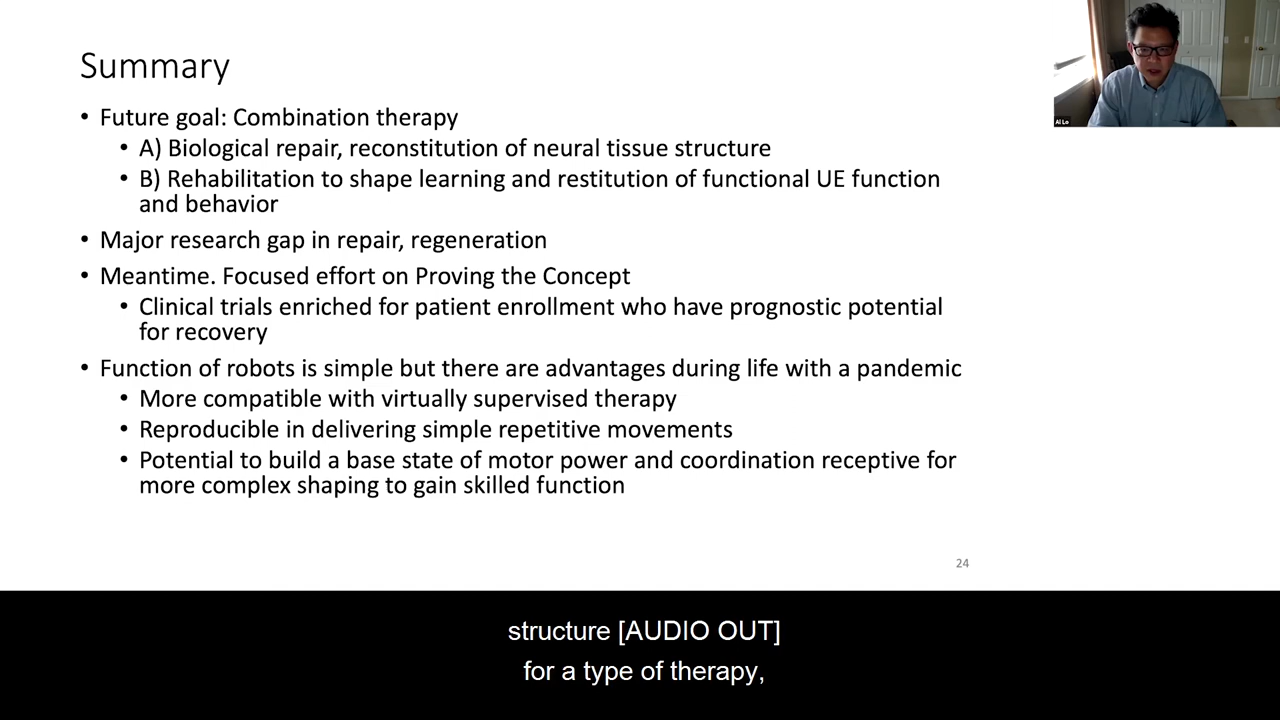 Summary
• Future goal: Combination therapy
• A) Biological repair, reconstitution of neural tissue structure
• B) Rehabilitation to shape learning and restitution of functional UE function
and behavior
• Major research gap in repair, regeneration
• Meantime. Focused effort on Proving the Concept
• Clinical trials enriched for patient enrollment who have prognostic potential
for recovery
• Function of robots is simple but there are advantages during life with a pandemic
• More compatible with virtually supervised therapy
• Reproducible in delivering simple repetitive movements
• Potential to build a base state of motor power and coordination receptive for
more complex shaping to gain skilled function
24
Al Lo
structure [AUDIO OUT]
for a type of therapy,